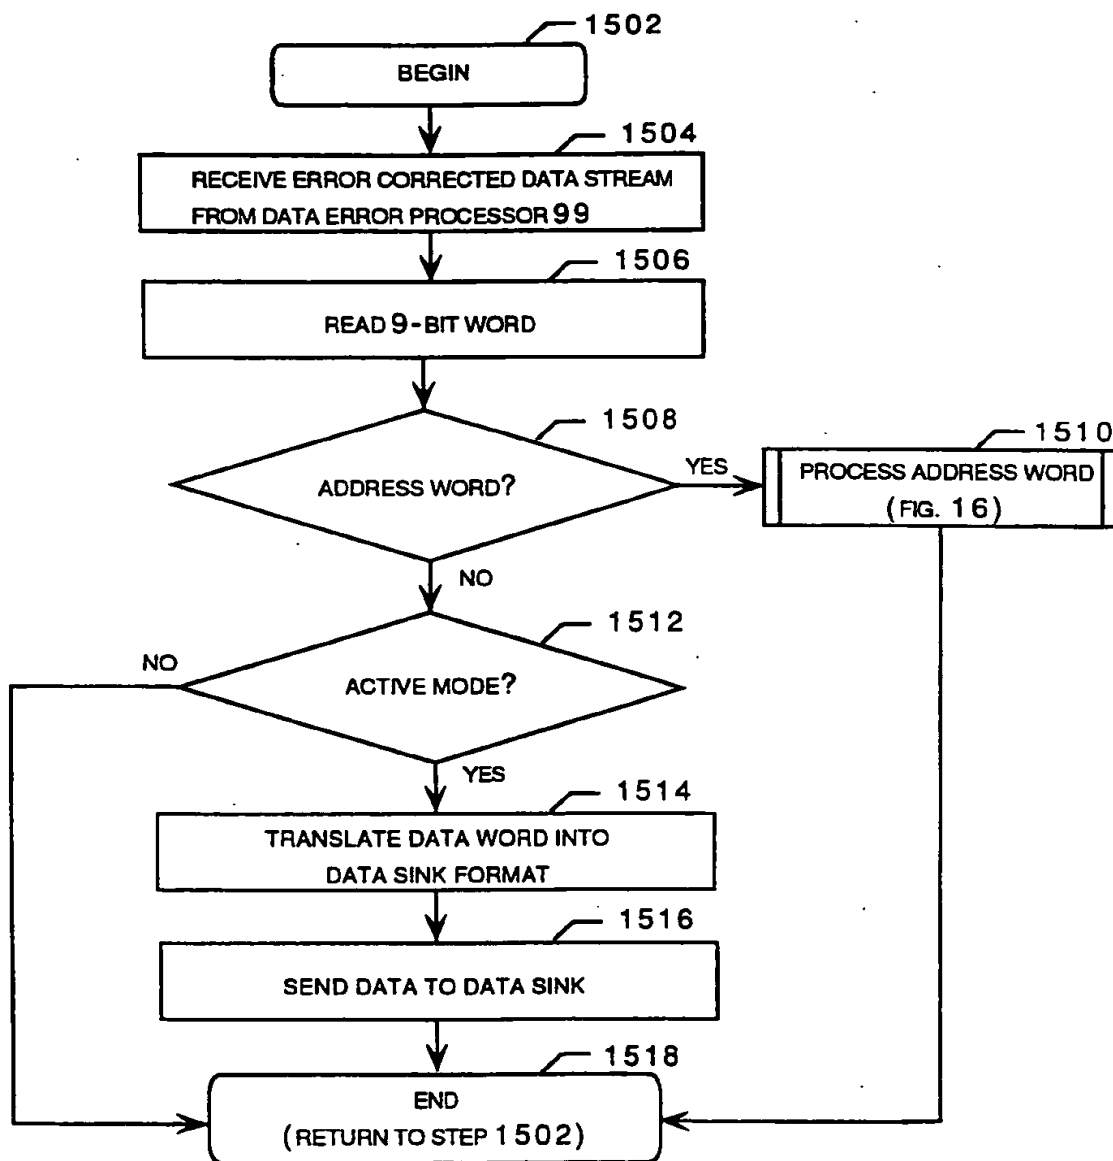 1502
BEGIN
1504
RECEIVE ERROR CORRECTED DATA STREAM
FROM DATA ERROR PROCESSOR 99
1506
READ 9-BIT WORD
1508
ADDRESS WORD?
YES
1510
PROCESS ADDRESS WORD
(FIG. 16)
NO
1512
NO
ACTIVE MODE?
YES
1514
TRANSLATE DATA WORD INTO
DATA SINK FORMAT
1516
SEND DATA TO DATA SINK
1518
END
(RETURN TO STEP 1502)